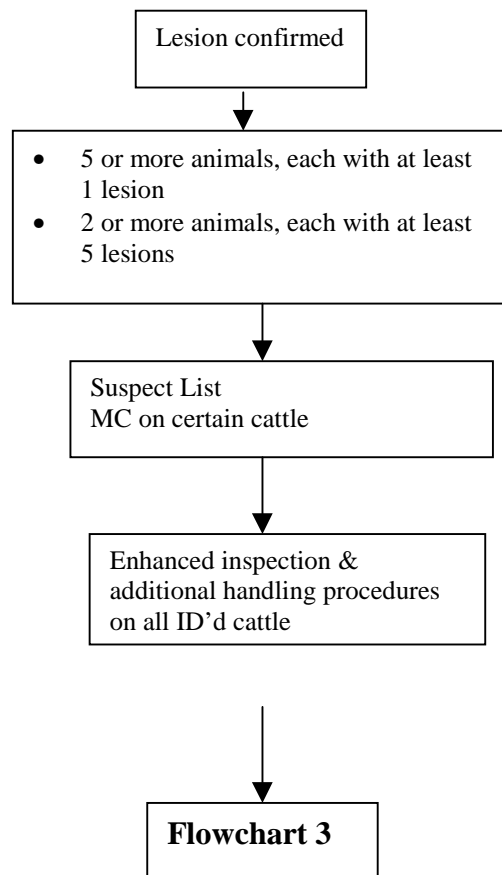 Lesion confirmed
• 5 or more animals, each with at least
1 lesion
• 2 or more animals, each with at least
5 lesions
Suspect List
MC on certain cattle
Enhanced inspection &
additional handling procedures
on all ID’d cattle
Flowchart 3